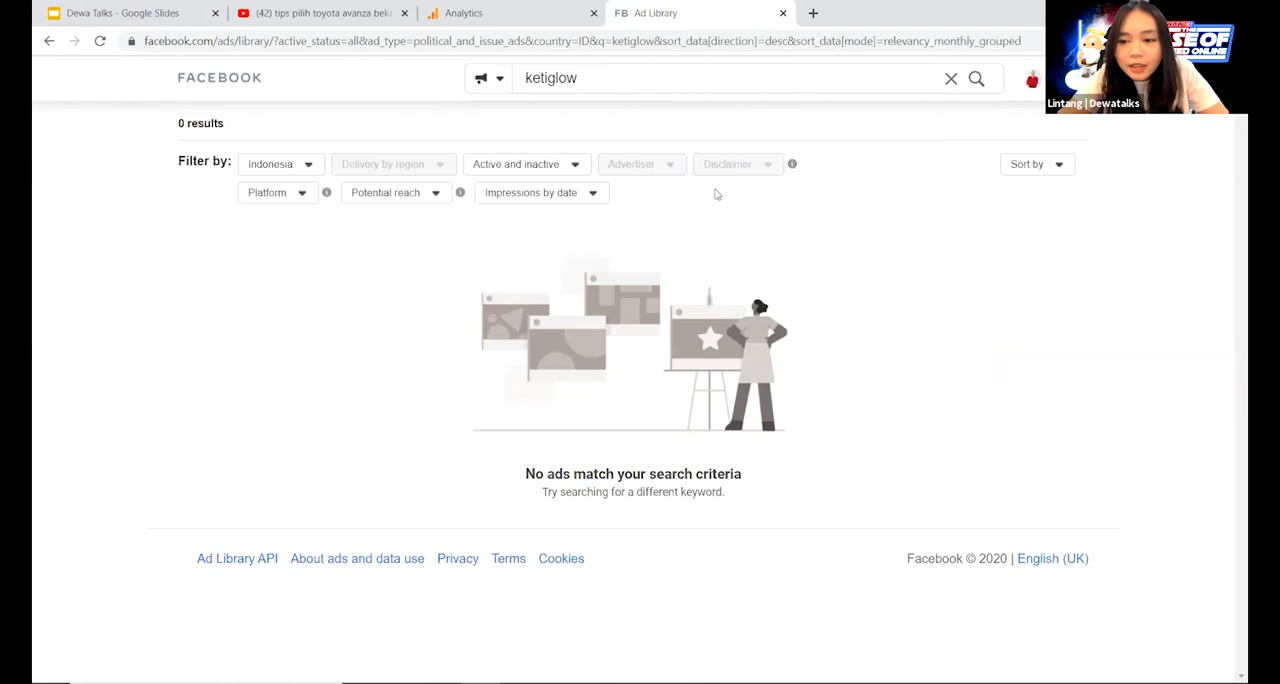 Dewa Talks - Google Slides
(42) tips pilih toyota avanza beka
Analytics
FB Ad Library
facebook.com/ads/library/?active_status=all&ad_type=political_and_issue_ads&country=ID&q=ketiglow&sort_data[direction]=desc&sort_data[mode]=relevancy_monthly_grouped
FACEBOOK
ketiglow
Lintang | Dewatalks
0 results
Filter by:
Indonesia
Delivery by region
Active and inactive
Advertiser
Disclaimer
Sort by
Platform
Potential reach
Impressions by date
No ads match your search criteria
Try searching for a different keyword.
Ad Library API About ads and data use Privacy Terms Cookies
Facebook © 2020 | English (UK)